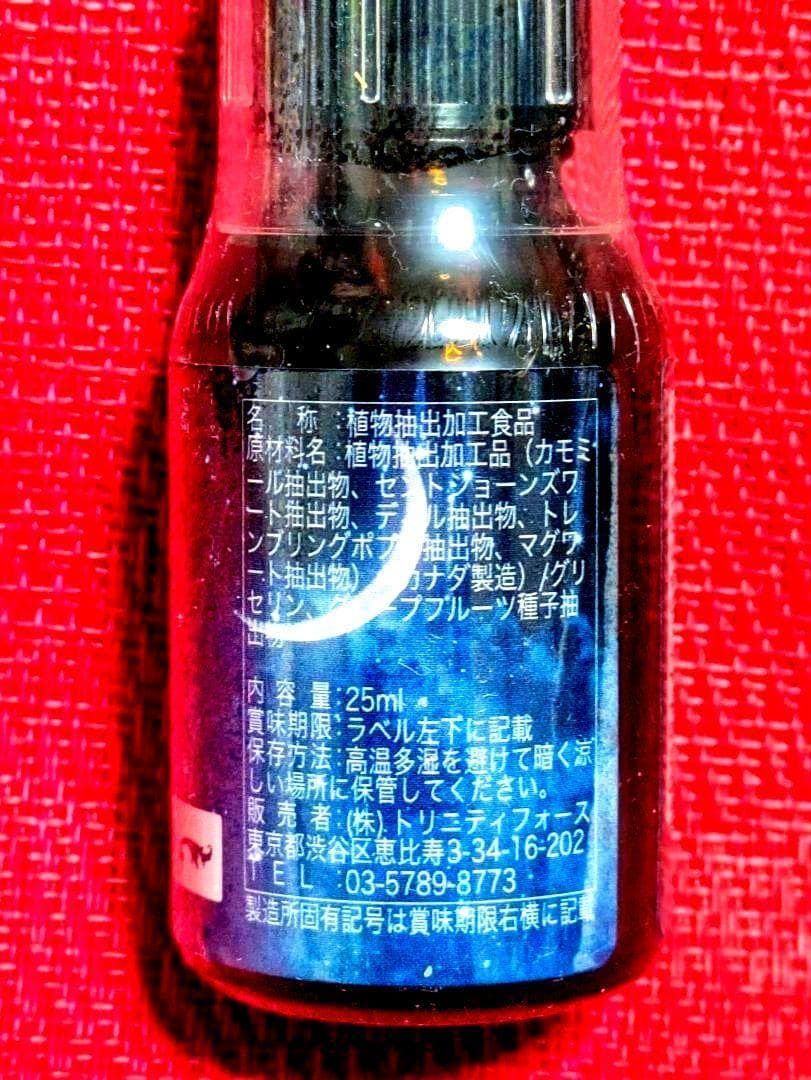 名称:植物抽出加工食品
原材料名:植物抽出加工品(カモミ
ール抽出物、セントジョーンズワ
ート抽出物、デル抽出物、トレ
ンブリングポプ抽出物、マグワ
ート抽出物)カナダ製造)/グリ
セリン、グレープフルーツ種子抽
出物
内容量:25ml
賞味期限:ラベル左下に記載
保存方法:高温多湿を避けて暗く涼
しい場所に保管してください。
販売者:(株)トリニティフォース
東京都渋谷区恵比寿3-34-16-202
TEL:03-5789-8773
製造所固有記号は賞味期限右横に記載